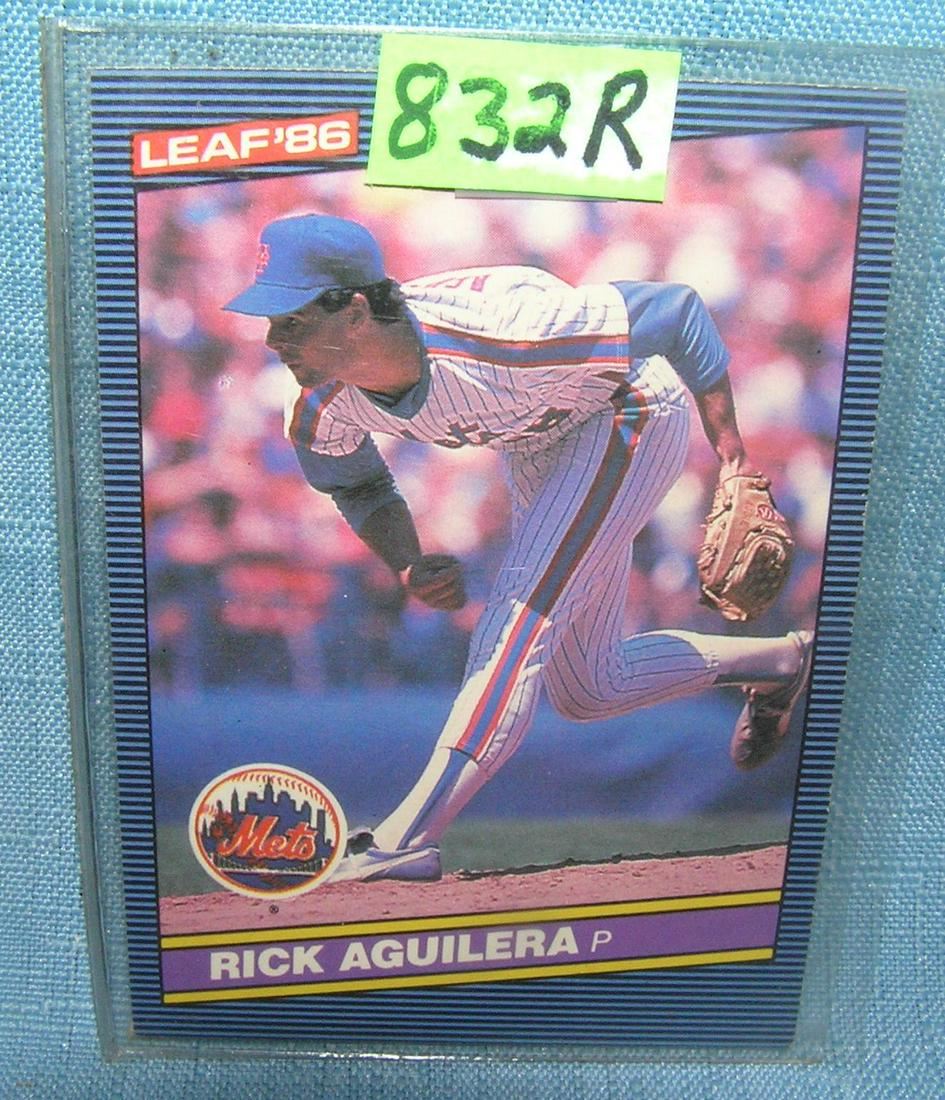 832R
LEAF '86
Mets
RICK AGUILERA P